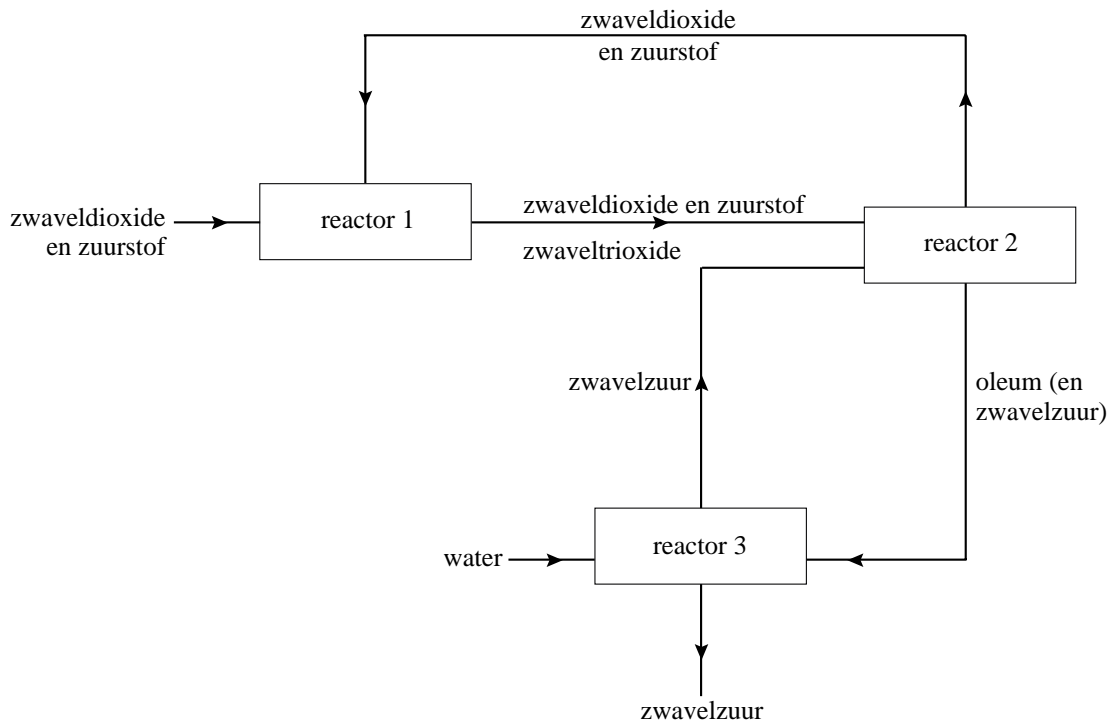 zwaveldioxide
en zuurstof
zwaveldioxide
en zuurstof
reactor 1
zwaveldioxide en zuurstof
zwaveltrioxide
reactor 2
zwavelzuur
oleum (en
zwavelzuur)
water
reactor 3
zwavelzuur